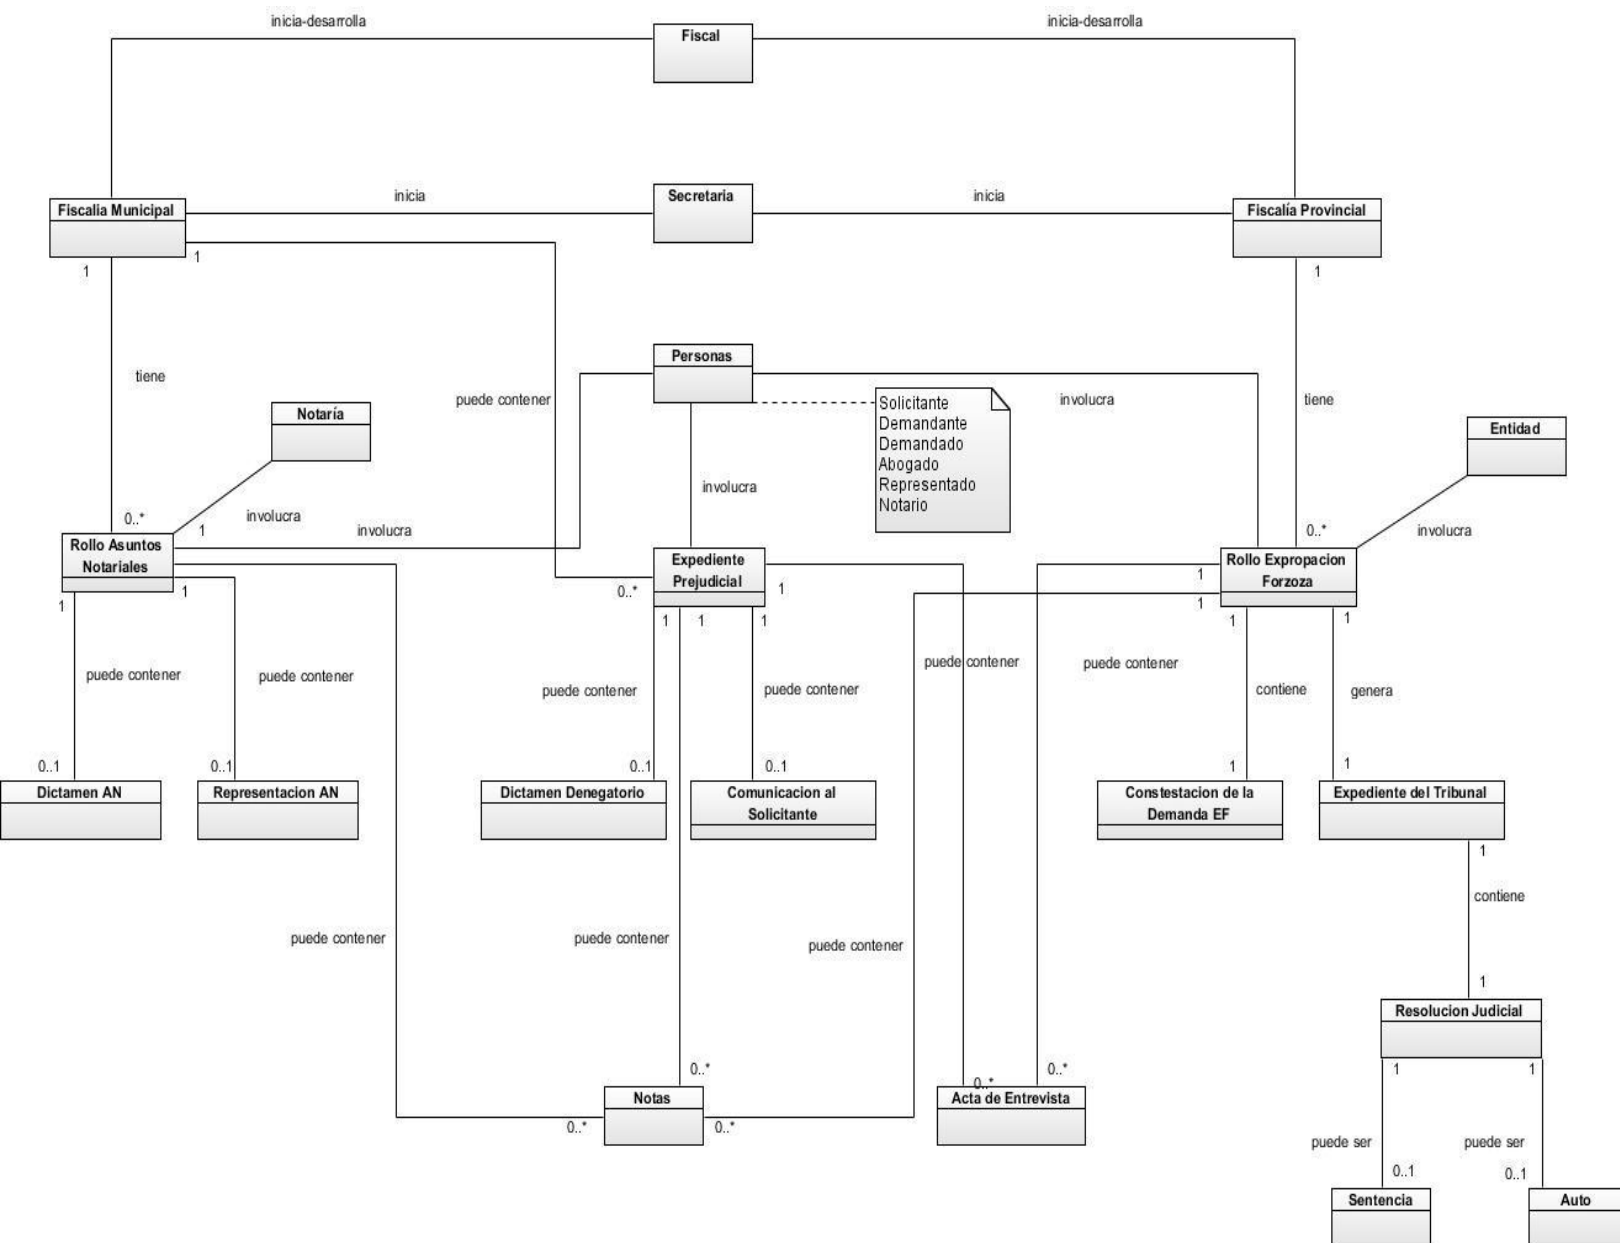 inicia-desarrolla
inicia-desarrolla
Fiscal
inicia
Secretaria
inicia
Fiscalia Municipal
Fiscalía Provincial
1
1
1
Personas
tiene
puede contener
Solicitante
Demandante
Demandado
Abogado
Representado
Notario
involucra
tiene
Notaría
Entidad
involucra
0..*
1
involucra
involucra
0..*
involucra
Rollo Asuntos
Notariales
Expediente
Prejudicial
Rollo Expropacion
Forzoza
1
1
0..*
1
1
1
1
1
1
1
1
1
puede contener
puede contener
puede contener
puede contener
puede contener
puede contener
contiene
genera
0..1
0..1
0..1
0..1
1
1
Dictamen AN
Representacion AN
Dictamen Denegatorio
Comunicacion al
Solicitante
Constestacion de la
Demanda EF
Expediente del Tribunal
1
contiene
puede contener
puede contener
puede contener
1
Resolucion Judicial
1
1
0..*
0..*
0..*
Notas
Acta de Entrevista
0..*
0..*
puede ser
puede ser
0..1
0..1
Sentencia
Auto